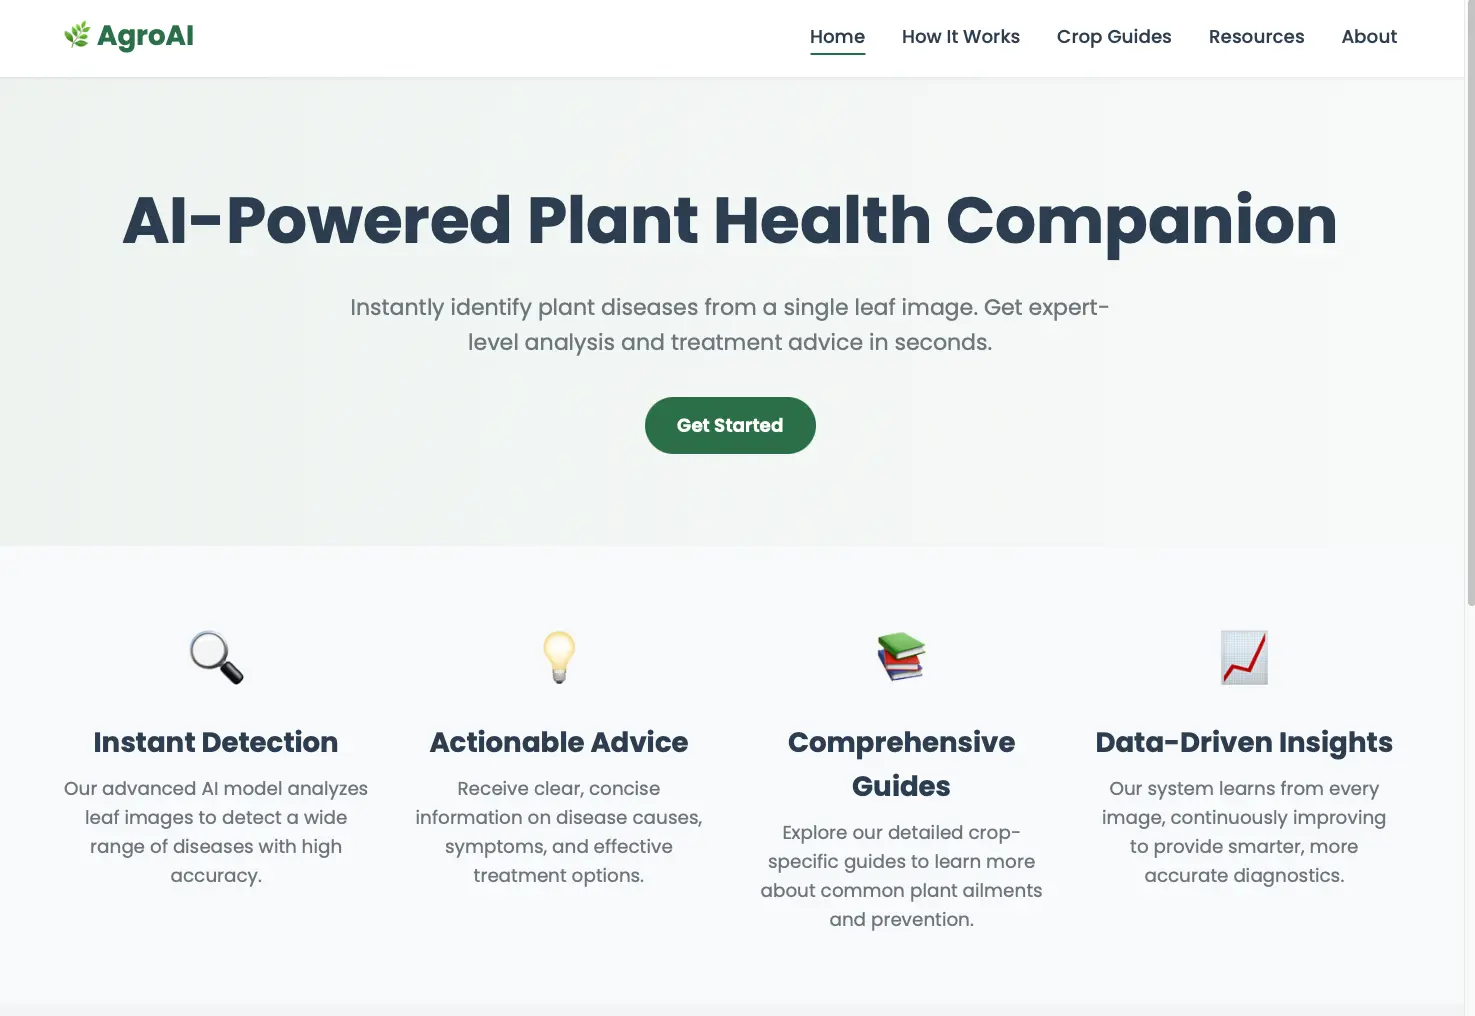 AgroAI
Home
How It Works
Crop Guides
Resources
About
AI-Powered Plant Health Companion
Instantly identify plant diseases from a single leaf image. Get expert-
level analysis and treatment advice in seconds.
Get Started
Instant Detection
Our advanced AI model analyzes
leaf images to detect a wide
range of diseases with high
accuracy.
Actionable Advice
Receive clear, concise
information on disease causes,
symptoms, and effective
treatment options.
Comprehensive
Guides
Explore our detailed crop-
specific guides to learn more
about common plant ailments
and prevention.
Data-Driven Insights
Our system learns from every
image, continuously improving
to provide smarter, more
accurate diagnostics.